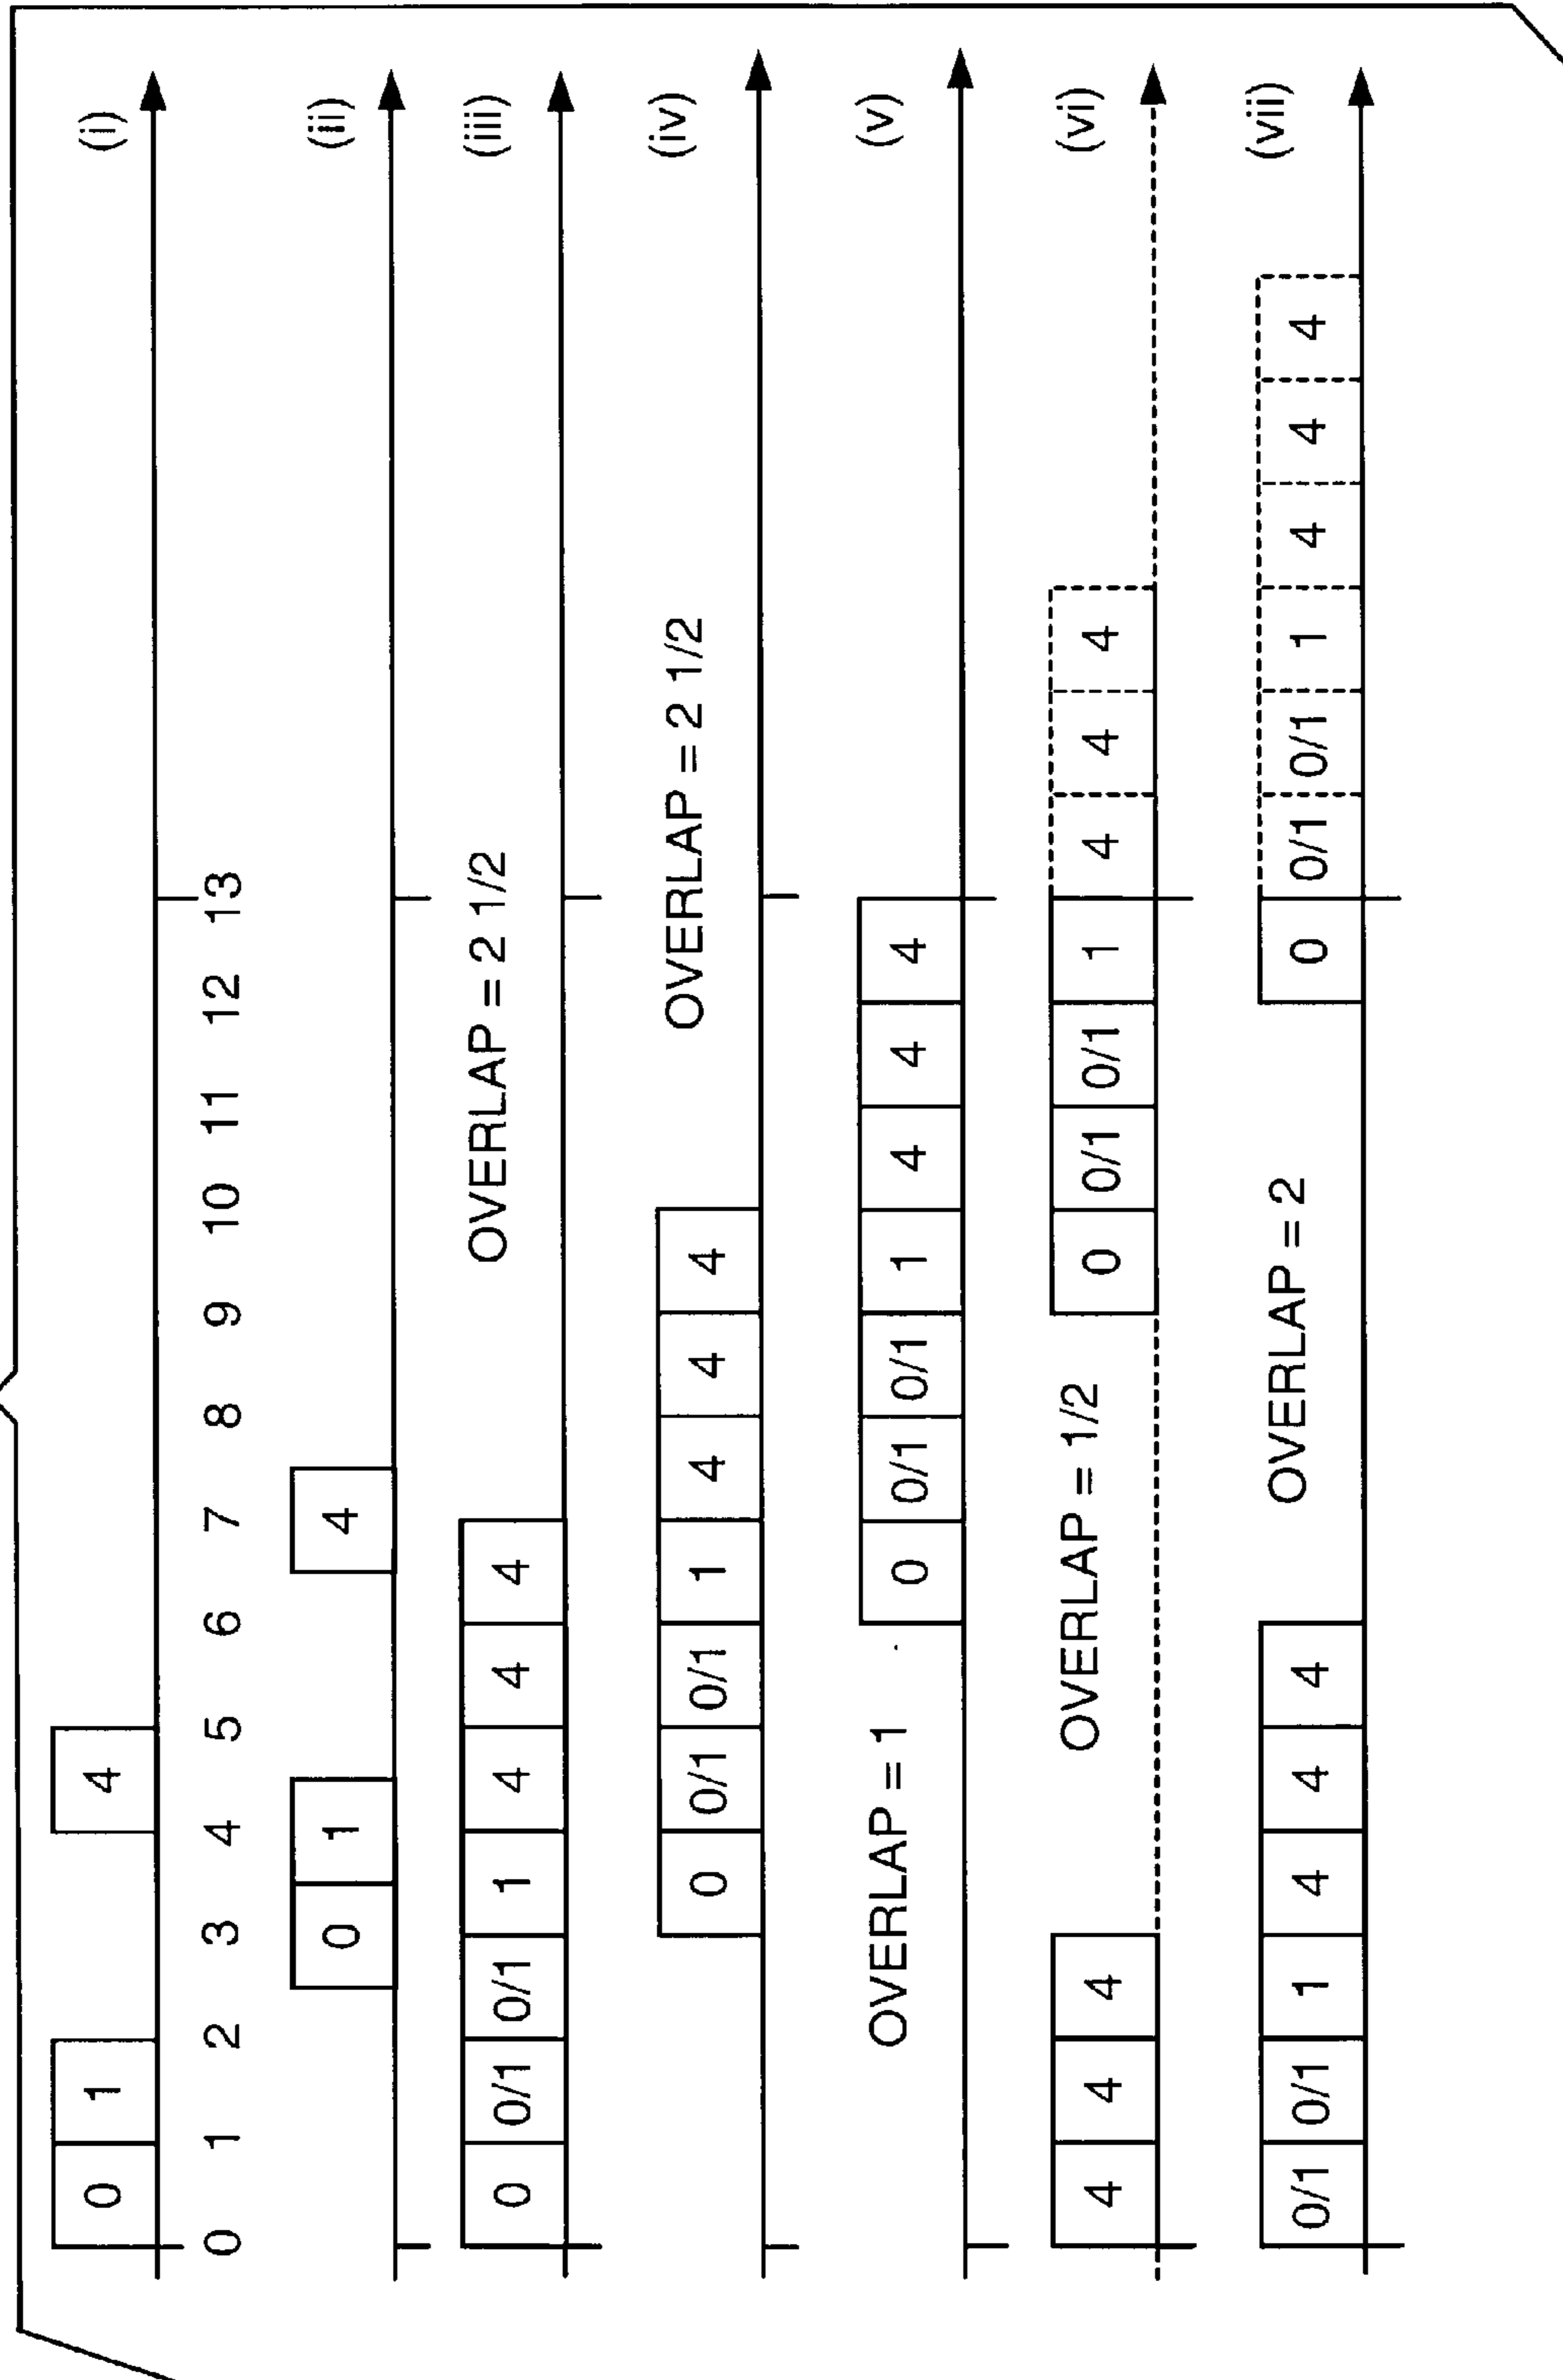 0 1 4 (i)
0 1 2 3 4 5 6 7 8 9 10 11 12 13
0 1 4 (ii)
0 0/1 0/1 1 4 4 4 OVERLAP = 2 1/2 (iii)
0 0/1 0/1 1 4 4 4 OVERLAP = 2 1/2 (iv)
OVERLAP = 1 0 0/1 0/1 1 4 4 4 (v)
4 4 4 OVERLAP = 1/2 0 0/1 0/1 1 4 4 4 (vi)
0/1 0/1 1 4 4 4 OVERLAP = 2 0 0/1 0/1 1 4 4 4 (vii)